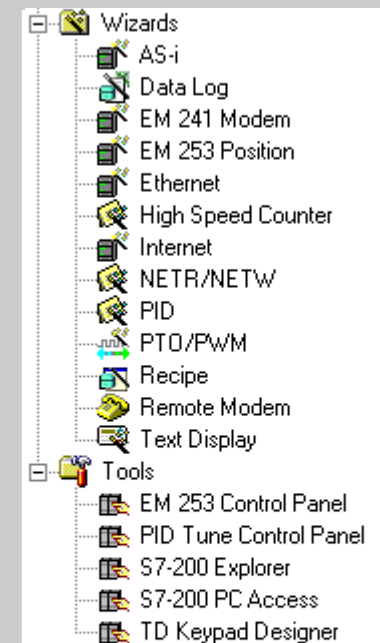 Wizards
AS-i
Data Log
EM 241 Modem
EM 253 Position
Ethernet
High Speed Counter
Internet
NETR/NETW
PID
PTO/PWM
Recipe
Remote Modem
Text Display
Tools
EM 253 Control Panel
PID Tune Control Panel
S7-200 Explorer
S7-200 PC Access
TD Keypad Designer